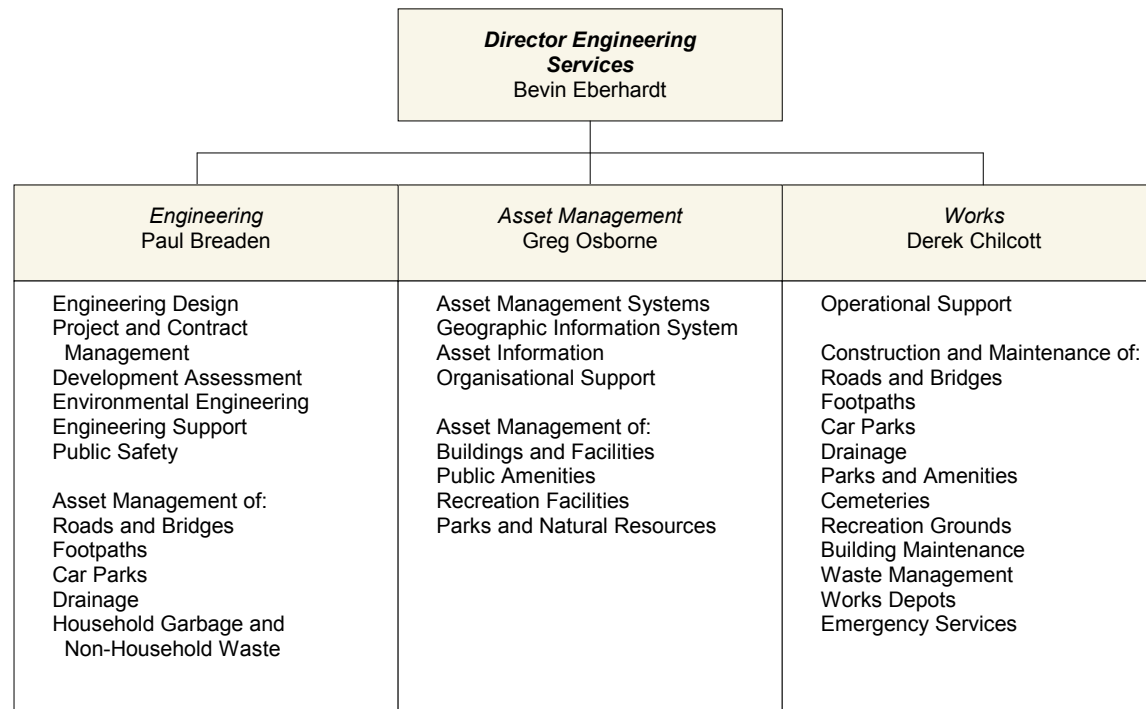 Director Engineering
Services
Bevin Eberhardt
Engineering
Paul Breaden
Engineering Design
Project and Contract
Management
Development Assessment
Environmental Engineering
Engineering Support
Public Safety
Asset Management of:
Roads and Bridges
Footpaths
Car Parks
Drainage
Household Garbage and
Non-Household Waste
Asset Management
Greg Osborne
Asset Management Systems
Geographic Information System
Asset Information
Organisational Support
Asset Management of:
Buildings and Facilities
Public Amenities
Recreation Facilities
Parks and Natural Resources
Works
Derek Chilcott
Operational Support
Construction and Maintenance of:
Roads and Bridges
Footpaths
Car Parks
Drainage
Parks and Amenities
Cemeteries
Recreation Grounds
Building Maintenance
Waste Management
Works Depots
Emergency Services